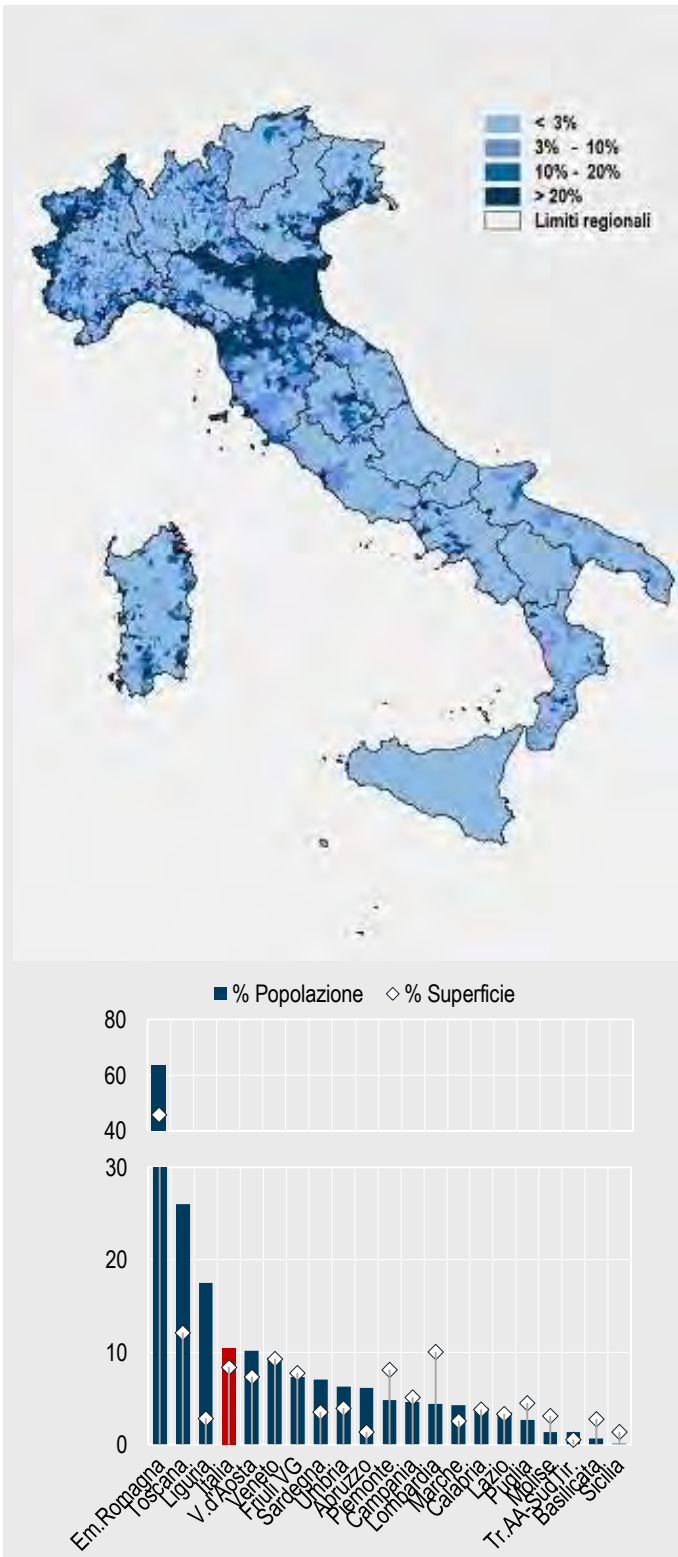 < 3%
3% - 10%
10% - 20%
> 20%
Limiti regionali
% Popolazione
% Superficie
80
60
40
30
20
10
0
Em.Romagna
Toscana
Liguria
Italia
V.d'Aosta
Veneto
Friuli VG
Sardegna
Umbria
Abruzzo
Piemonte
Campania
Lombardia
Marche
Calabria
Lazio
Puglia
Molise
Tr.AA-SudTir.
Basilicata
Sicilia